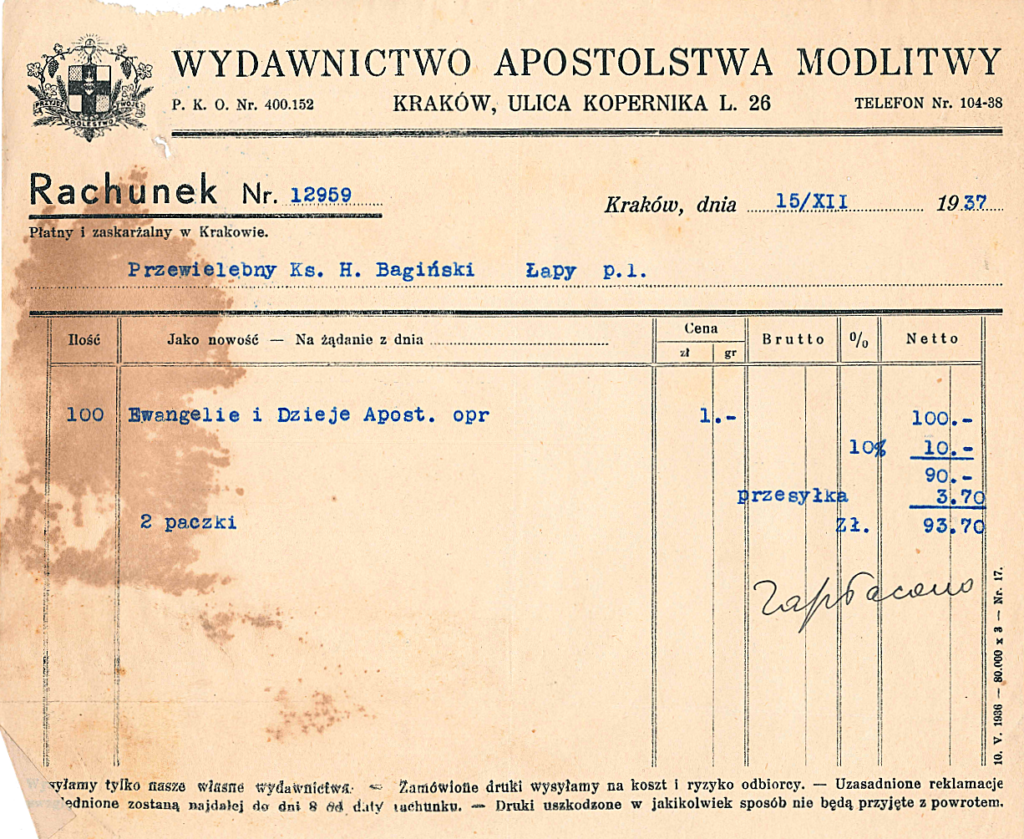 WYDAWNICTWO APOSTOLSTWA MODLITWY
P. K. O. Nr. 400.152 KRAKÓW, ULICA KOPERNIKA L. 26 TELEFON Nr. 104-38
PRZYJDŹ KRÓLESTWO TWOJE
Rachunek Nr. 12959 Kraków, dnia 15/XII 1937
Płatny i zaskarżalny w Krakowie.
Przewielebny Ks. H. Bagiński Łapy p.l.
Ilość Jako nowość — Na żądanie z dnia Cena zł gr Brutto % Netto
100 Ewangelie i Dzieje Apost. opr 1.- 100.-
10% 10.-
90.-
przesyłka 3.70
2 paczki Zł. 93.70
zapłacono
10. V. 1936 — 80.000 x 3 — Nr. 17.
Wysyłamy tylko nasze własne wydawnictwa. — Zamówione druki wysyłamy na koszt i ryzyko odbiorcy. — Uzasadnione reklamacje
zostaną najdalej do dni 8 od daty rachunku. — Druki uszkodzone w jakikolwiek sposób nie będą przyjęte z powrotem.